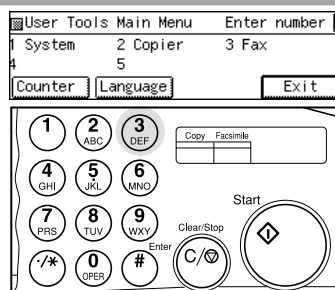 User Tools Main Menu Enter number
1 System 2 Copier 3 Fax
4 5
Counter Language Exit
1 2 ABC 3 DEF
Copy Facsimile
4 GHI 5 JKL 6 MNO
Start
7 PRS 8 TUV 9 WXY
Clear/Stop
Enter
·/* 0 OPER # C/